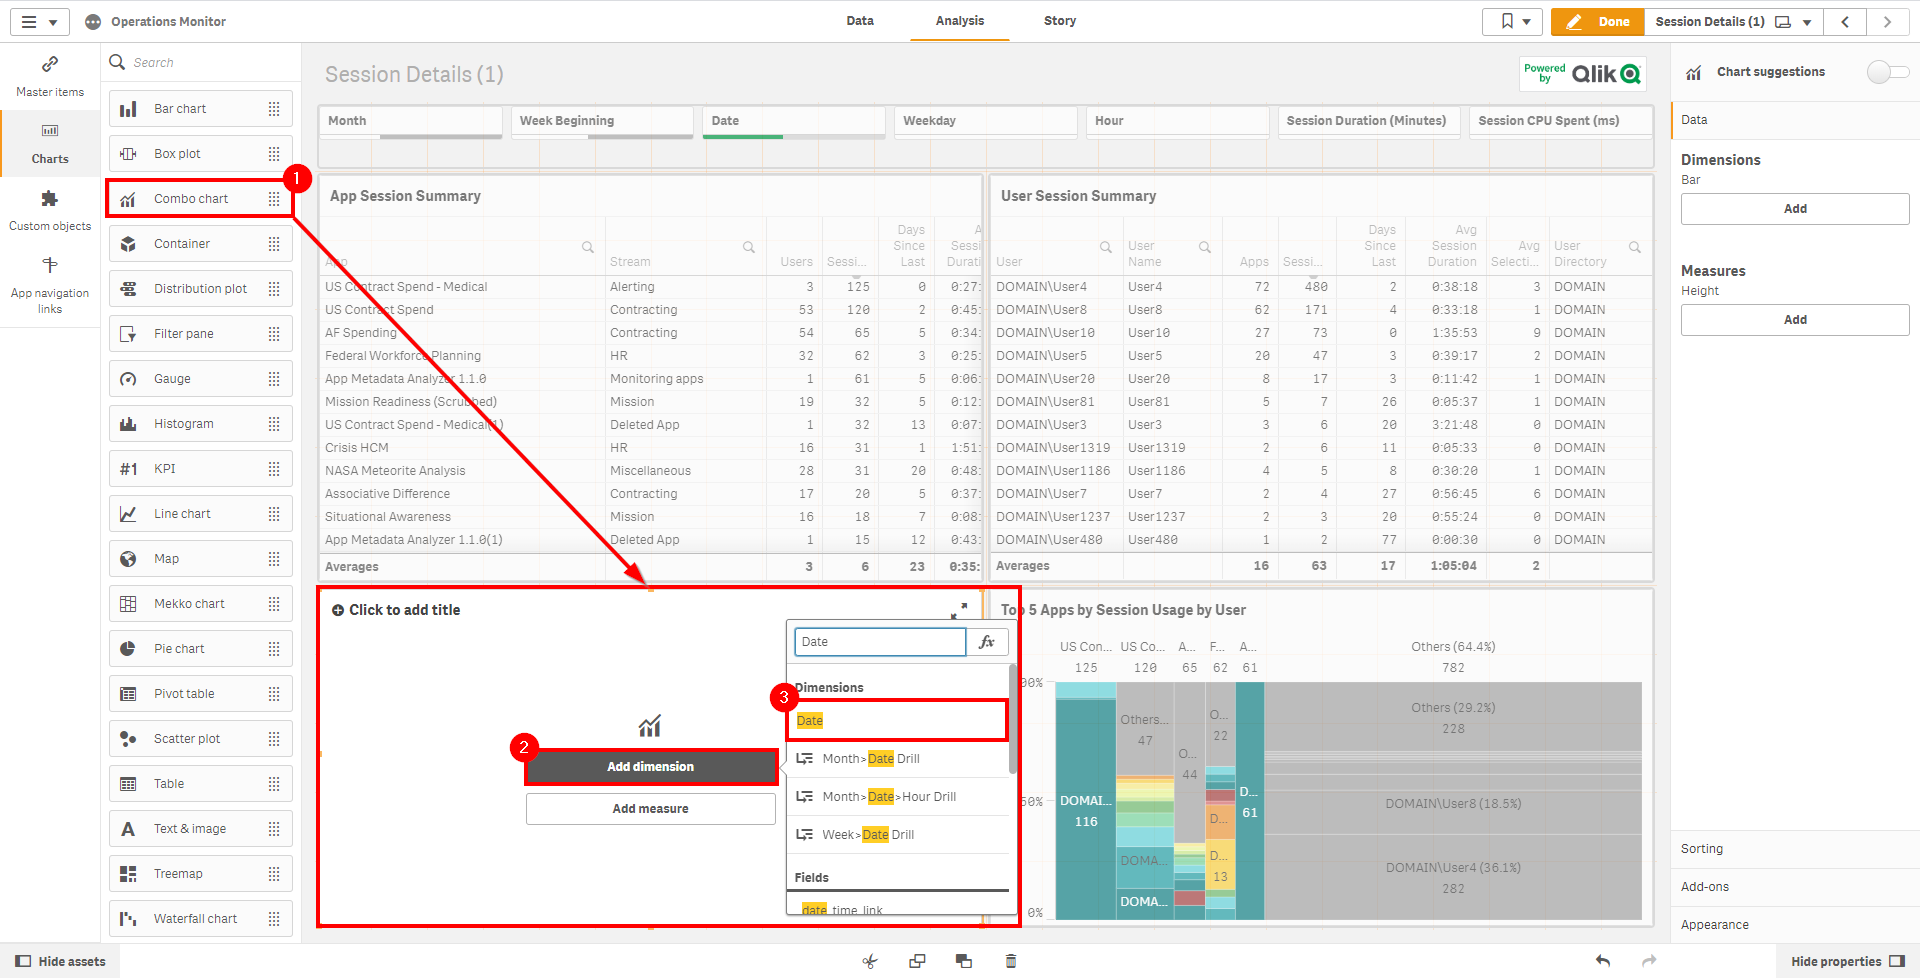 Operations Monitor
Data
Analysis
Story
Done
Session Details (1)
Master items
Charts
Custom objects
App navigation
links
Search
Bar chart
Box plot
1
Combo chart
Container
Distribution plot
Filter pane
Gauge
Histogram
#1 KPI
Line chart
Map
Mekko chart
Pie chart
Pivot table
Scatter plot
Table
A Text & image
Treemap
Waterfall chart
Session Details (1)
Powered
by
Qlik
Month
Week Beginning
Date
Weekday
Hour
Session Duration (Minutes)
Session CPU Spent (ms)
App Session Summary
App Stream Users Sessi... Days Since Last
US Contract Spend - Medical Alerting 3 125 0 0:27:
US Contract Spend Contracting 53 120 2 0:45:
AF Spending Contracting 54 65 5 0:34:
Federal Workforce Planning HR 32 62 3 0:25:
App Metadata Analyzer 1.1.0 Monitoring apps 1 61 5 0:06:
Mission Readiness (Scrubbed) Mission 19 32 5 0:12:
US Contract Spend - Medical(1) Deleted App 1 32 13 0:07:
Crisis HCM HR 16 31 1 1:51:
NASA Meteorite Analysis Miscellaneous 28 31 20 0:48:
Associative Difference Contracting 17 20 5 0:37:
Situational Awareness Mission 16 18 7 0:08:
App Metadata Analyzer 1.1.0(1) Deleted App 1 15 12 0:43:
Averages 3 6 23 0:35:
User Session Summary
User User Name Apps Sessi... Days Since Last Avg Session Duration Avg Selecti... User Directory
DOMAIN\User4 User4 72 480 2 0:38:18 3 DOMAIN
DOMAIN\User8 User8 62 171 4 0:33:18 1 DOMAIN
DOMAIN\User10 User10 27 73 0 1:35:53 9 DOMAIN
DOMAIN\User5 User5 20 47 3 0:39:17 2 DOMAIN
DOMAIN\User20 User20 8 17 3 0:11:42 1 DOMAIN
DOMAIN\User81 User81 5 7 26 0:05:37 1 DOMAIN
DOMAIN\User3 User3 3 6 20 3:21:48 0 DOMAIN
DOMAIN\User1319 User1319 2 6 11 0:05:33 0 DOMAIN
DOMAIN\User1186 User1186 4 5 8 0:30:20 1 DOMAIN
DOMAIN\User7 User7 2 4 27 0:56:45 6 DOMAIN
DOMAIN\User1237 User1237 2 3 20 0:55:24 0 DOMAIN
DOMAIN\User480 User480 1 2 77 0:00:30 0 DOMAIN
Averages 16 63 17 1:05:04 2
Click to add title
2
Add dimension
Add measure
Date
fx
Dimensions
3
Date
Month>Date Drill
Month>Date>Hour Drill
Week>Date Drill
Fields
date_time_link
Top 5 Apps by Session Usage by User
US Con... US Co... A... F... A... Others (64.4%)
125 120 65 62 61 782
50%
0%
DOMAI...
116
Others...
47
DOMA...
DOMA...
O...
44
O...
22
D...
D...
13
D...
61
Others (29.2%)
228
DOMAIN\User8 (18.5%)
DOMAIN\User4 (36.1%)
282
Chart suggestions
Data
Dimensions
Bar
Add
Measures
Height
Add
Sorting
Add-ons
Appearance
Hide assets
Hide properties